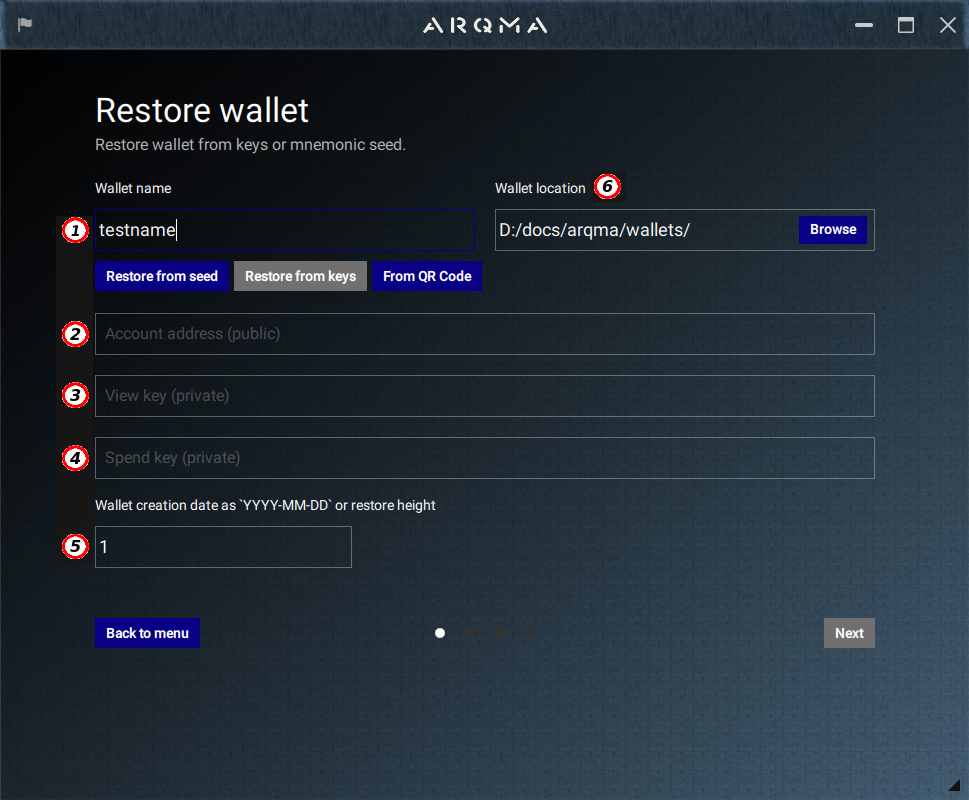 ARQMA
Restore wallet
Restore wallet from keys or mnemonic seed.
Wallet name
Wallet location 6
1 testname
D:/docs/arqma/wallets/ Browse
Restore from seed Restore from keys From QR Code
2 Account address (public)
3 View key (private)
4 Spend key (private)
Wallet creation date as `YYYY-MM-DD` or restore height
5 1
Back to menu Next